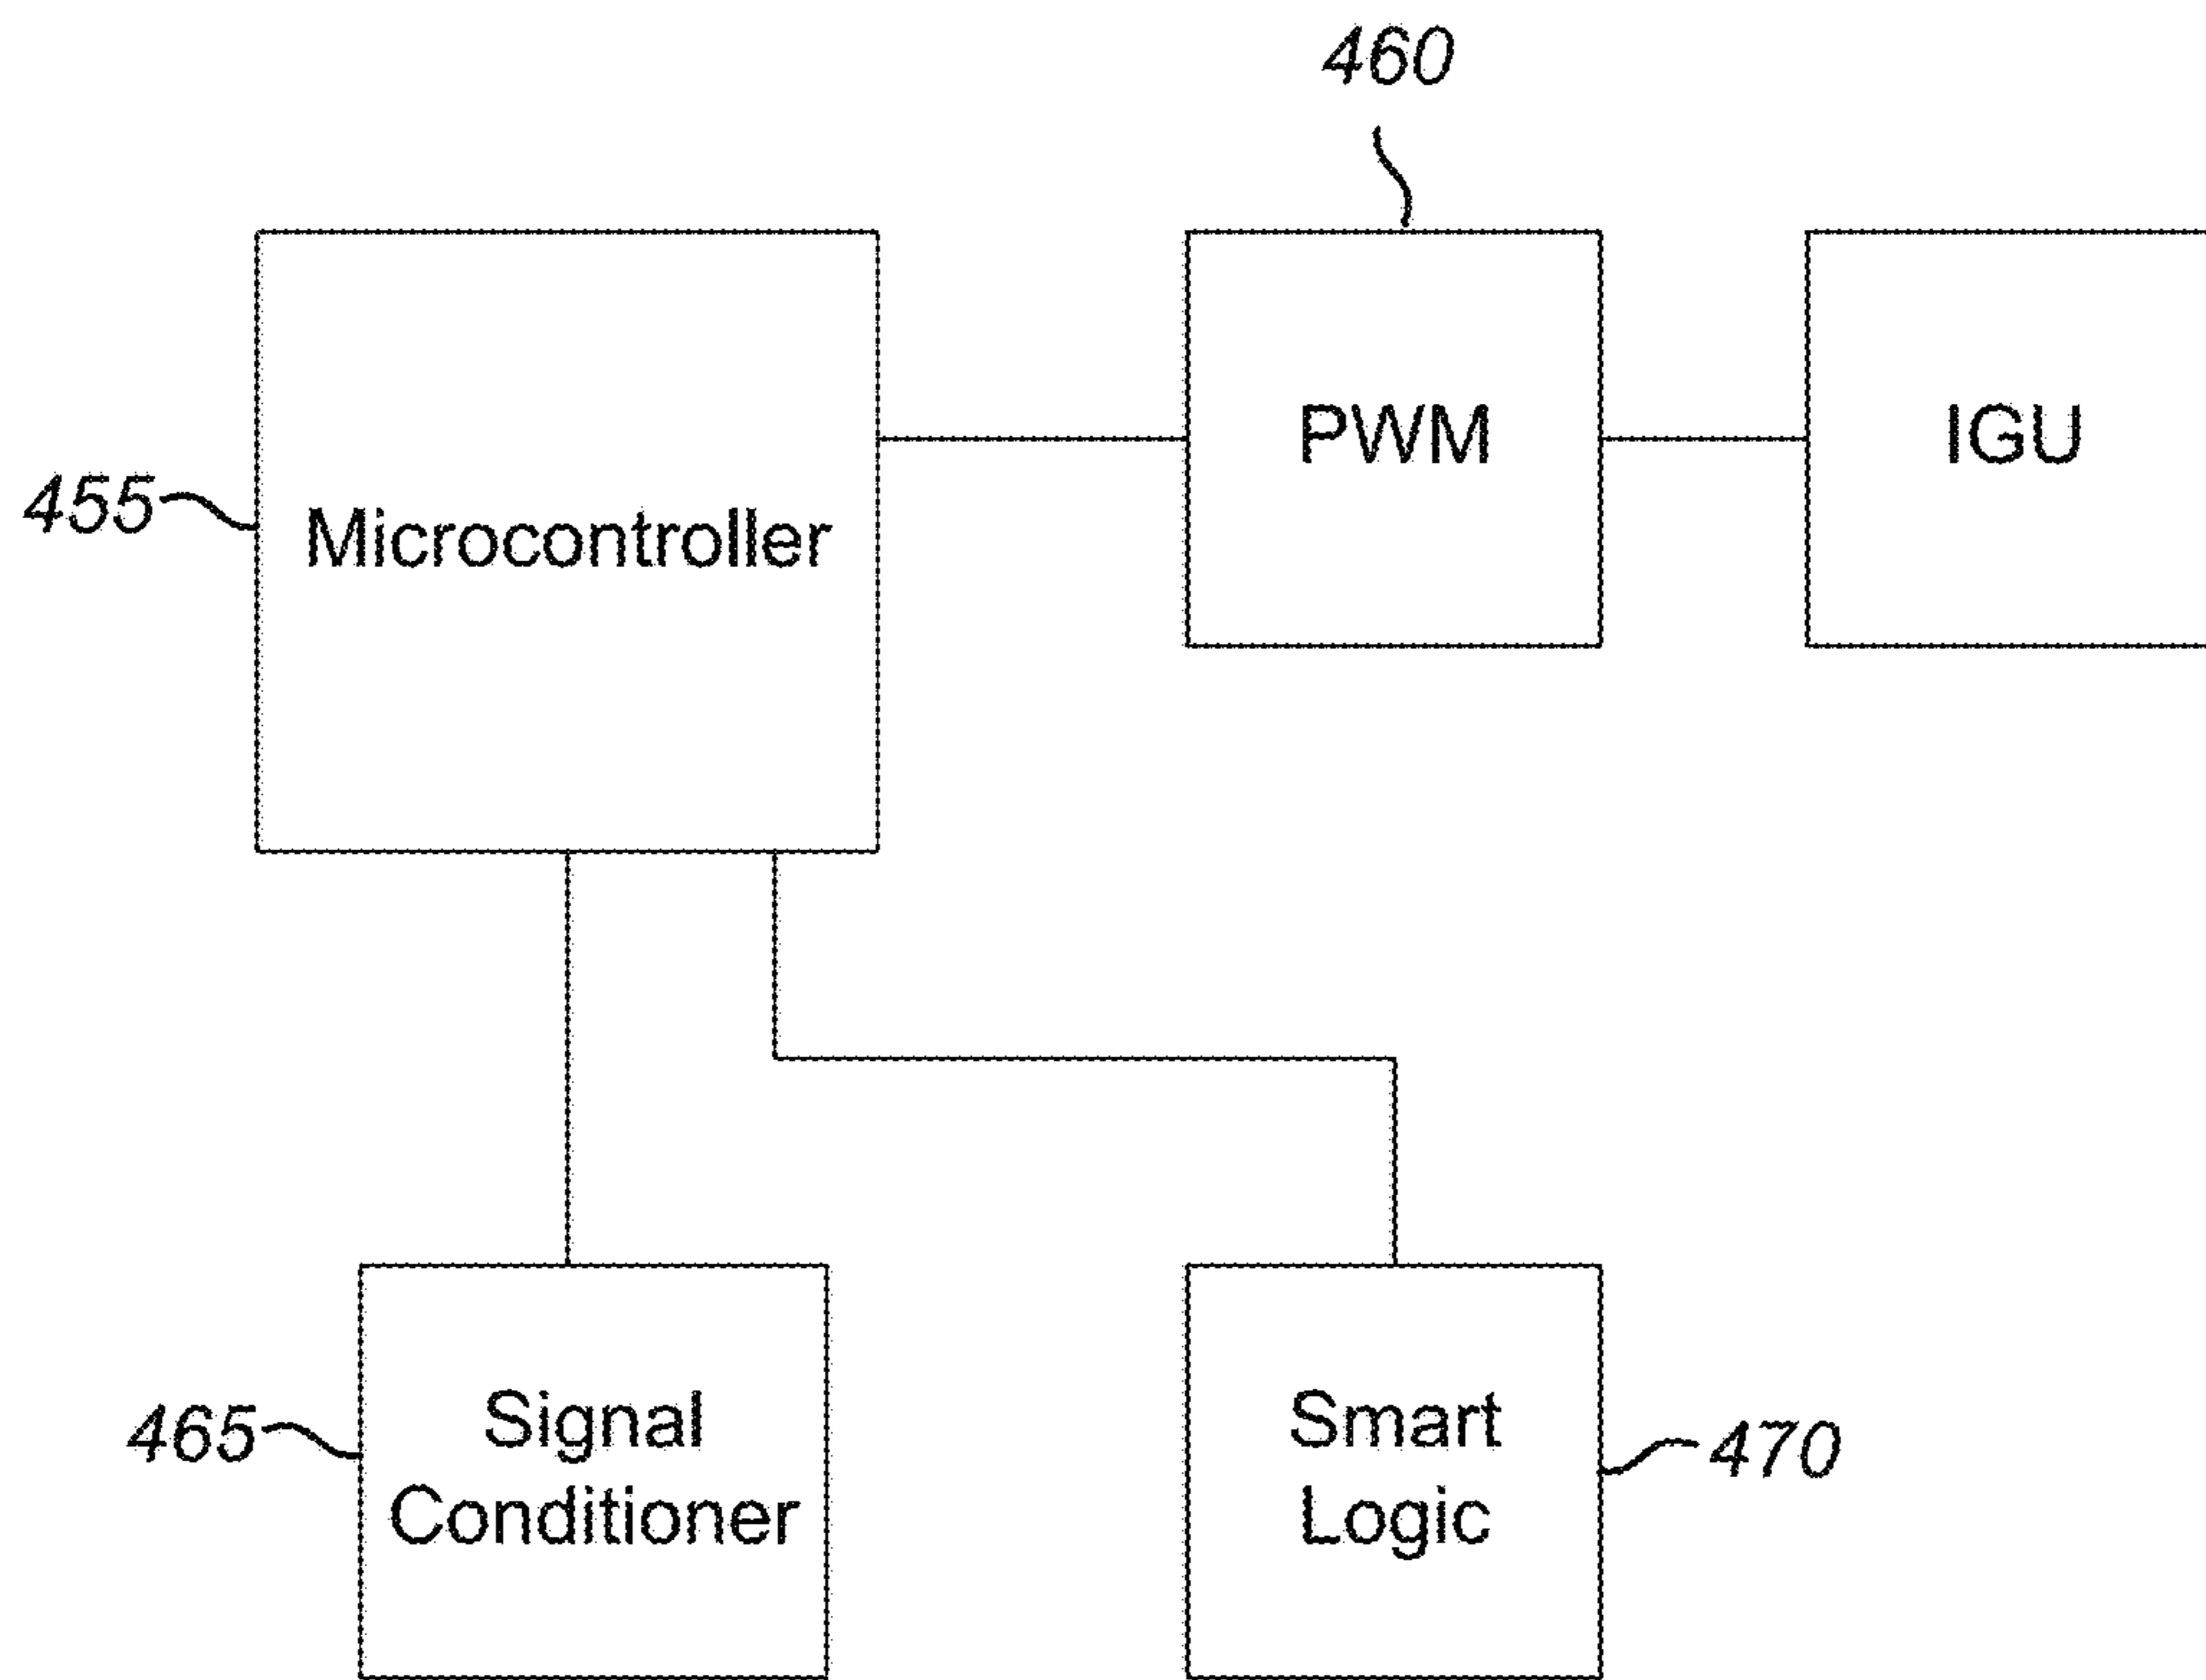 460
PWM
IGU
455
Microcontroller
465
Signal
Conditioner
Smart
Logic
470